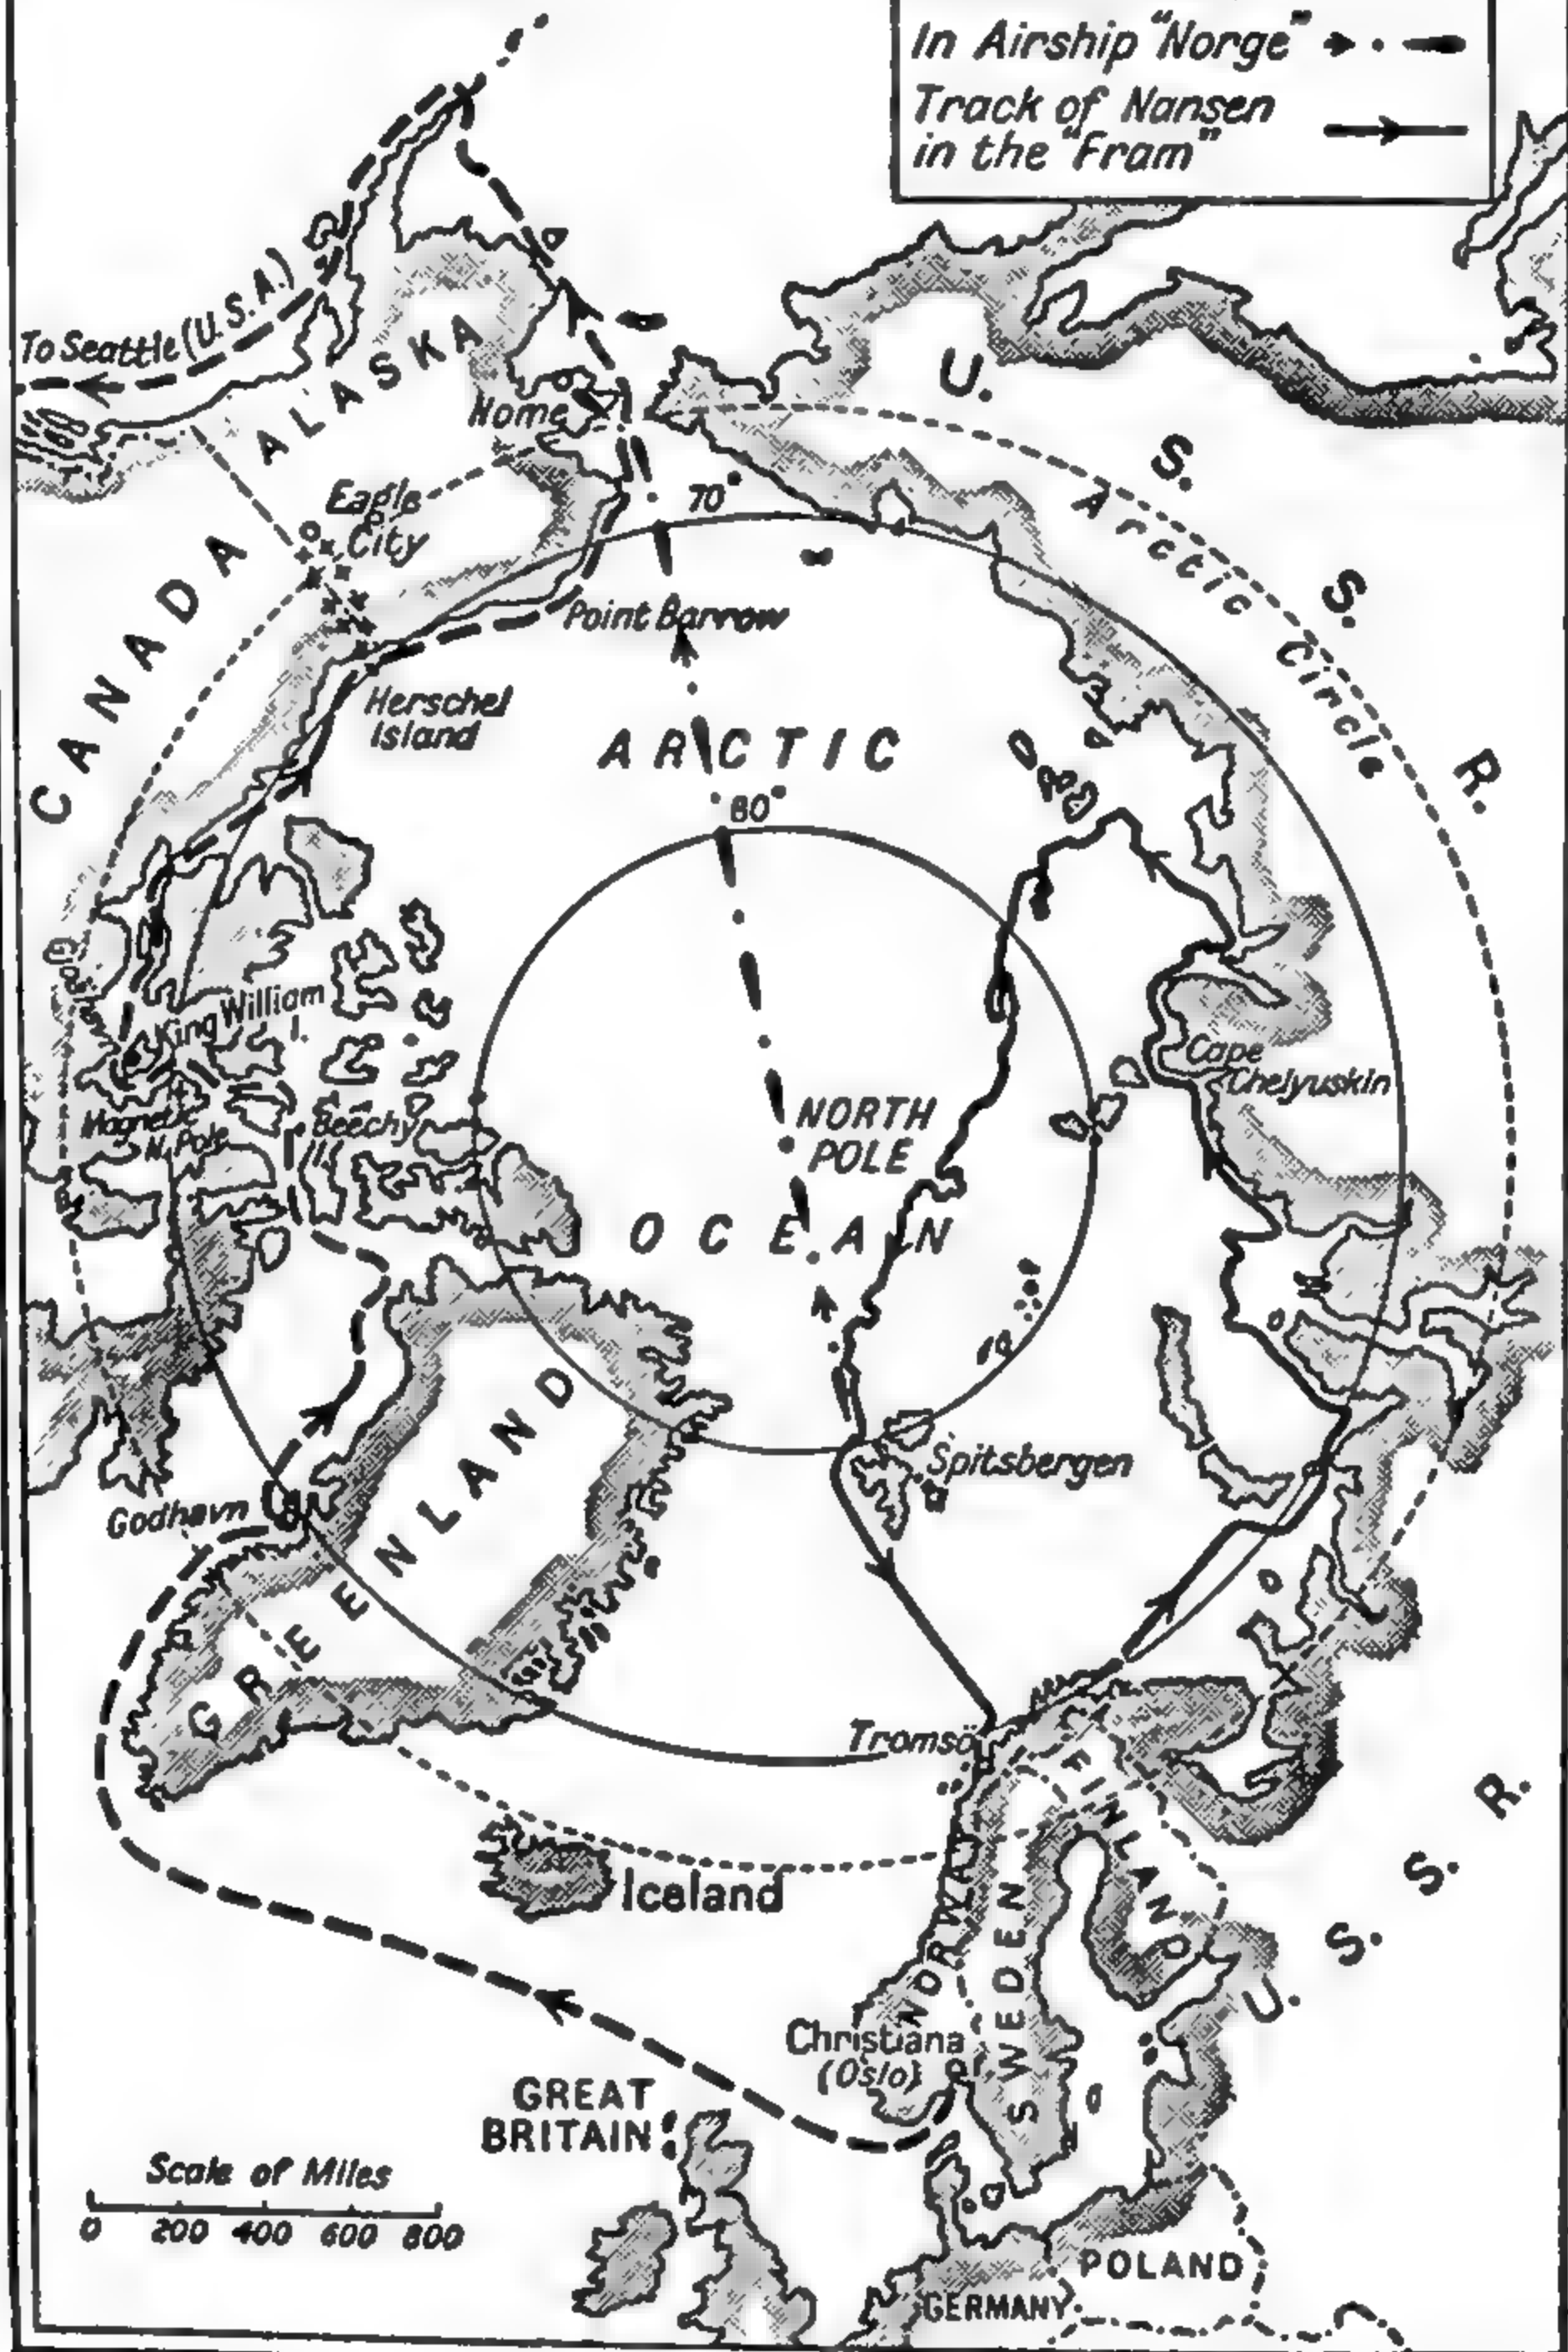 In Airship "Norge"
Track of Nansen
in the "Fram"
To Seattle (U.S.A.)
ALASKA
Nome
U. S. S. R.
70°
Eagle
City
Arctic Circle
CANADA
Point Barrow
Herschel
Island
ARCTIC
80°
King William
I.
Cape
Chelyuskin
Magnetic
N. Pole
Beechy
I.
NORTH
POLE
OCEAN
Spitsbergen
Godhavn
GREENLAND
Tromsö
FINLAND
Iceland
NORWAY
SWEDEN
U. S. S. R.
Christiana
(Oslo)
GREAT
BRITAIN
Scale of Miles
0 200 400 600 800
POLAND
GERMANY